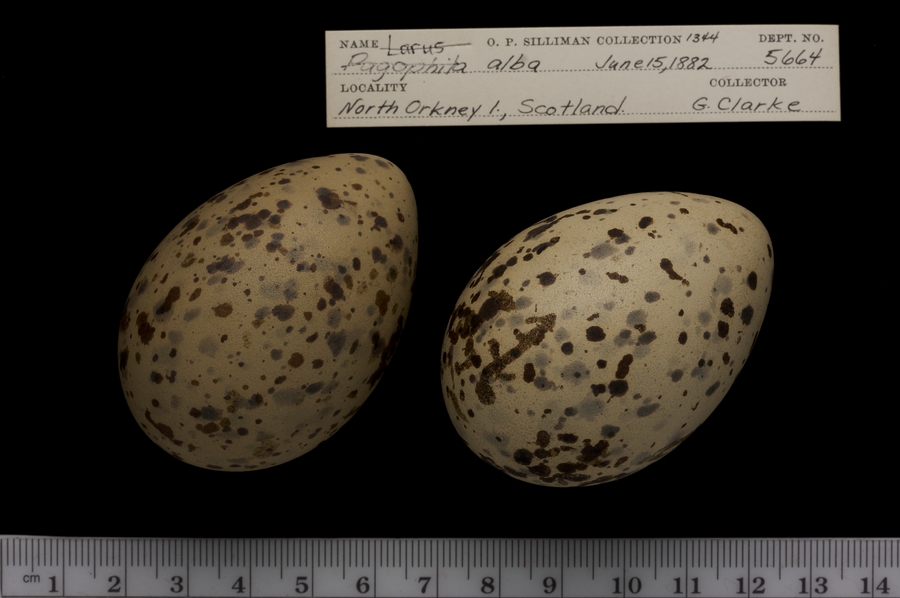 NAME Larus O. P. SILLIMAN COLLECTION 1344 DEPT. NO.
Pagophila alba June 15, 1882 5664
LOCALITY COLLECTOR
North Orkney I., Scotland. G. Clarke
cm 1 2 3 4 5 6 7 8 9 10 11 12 13 14